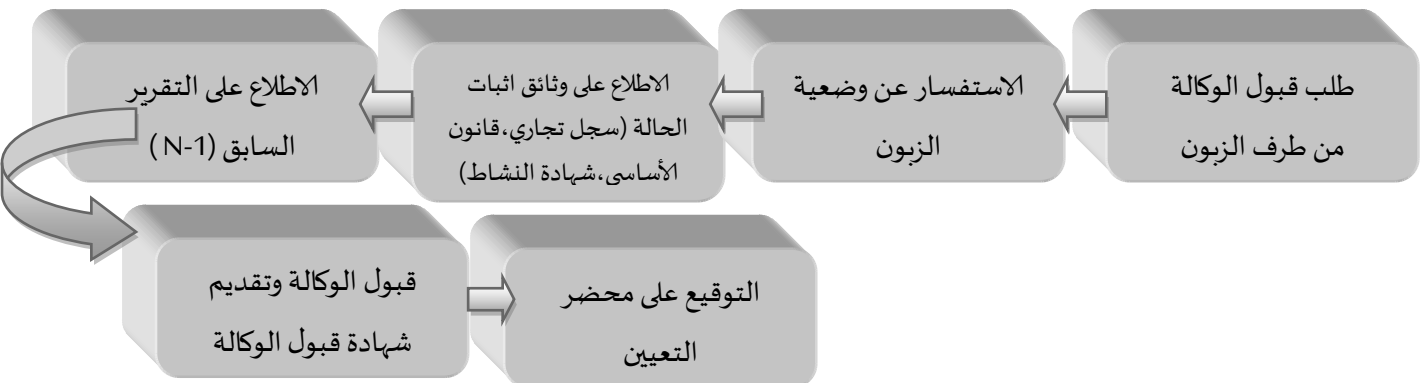 طلب قبول الوكالة
من طرف الزبون
الاستفسار عن وضعية
الزبون
الاطلاع على وثائق اثبات
الحالة (سجل تجاري،قانون
الأساسي،شهادة النشاط)
الاطلاع على التقرير
السابق (N-1)
قبول الوكالة وتقديم
شهادة قبول الوكالة
التوقيع على محضر
التعيين